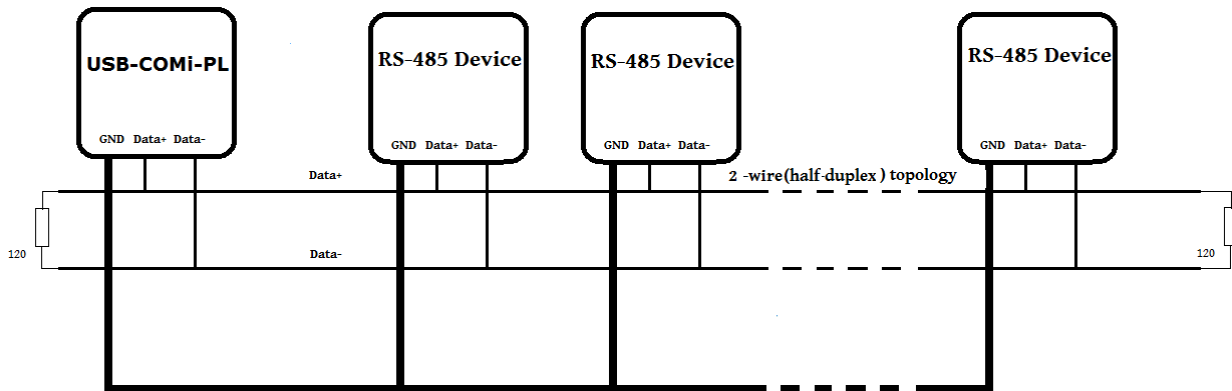 USB-COMi-PL
GND Data+ Data-
RS-485 Device
GND Data+ Data-
RS-485 Device
GND Data+ Data-
RS-485 Device
GND Data+ Data-
Data+
2 -wire(half-duplex) topology
120
Data-
120